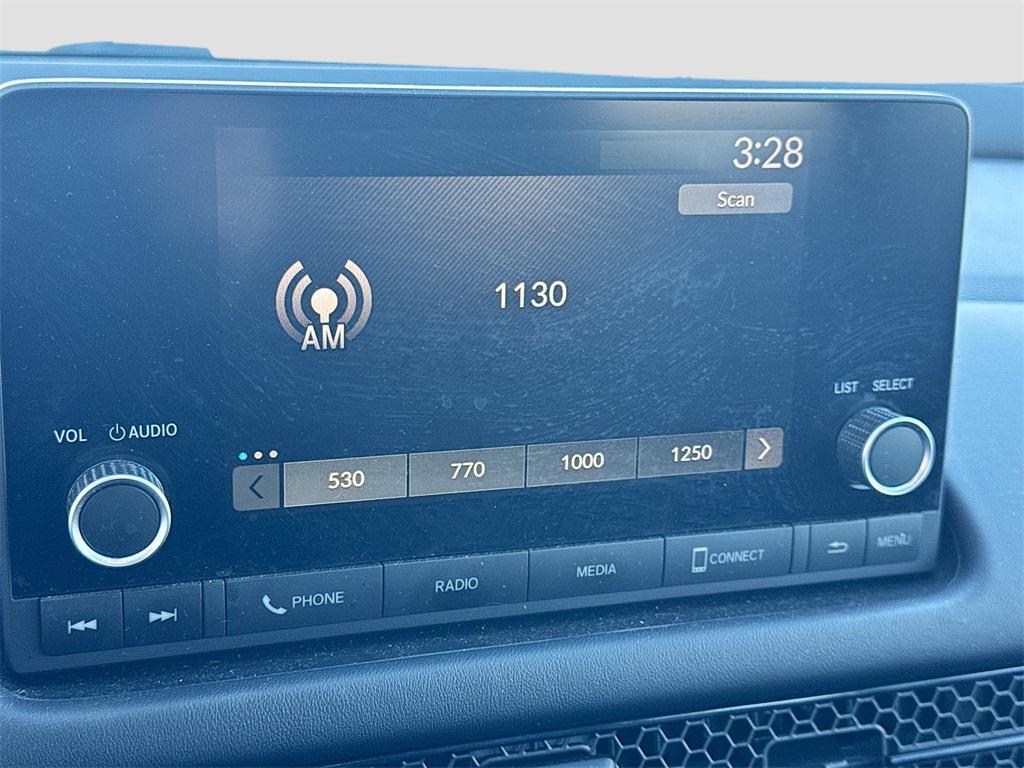 3:28
Scan
AM
1130
LIST SELECT
VOL AUDIO
530 770 1000 1250
PHONE RADIO MEDIA CONNECT MENU